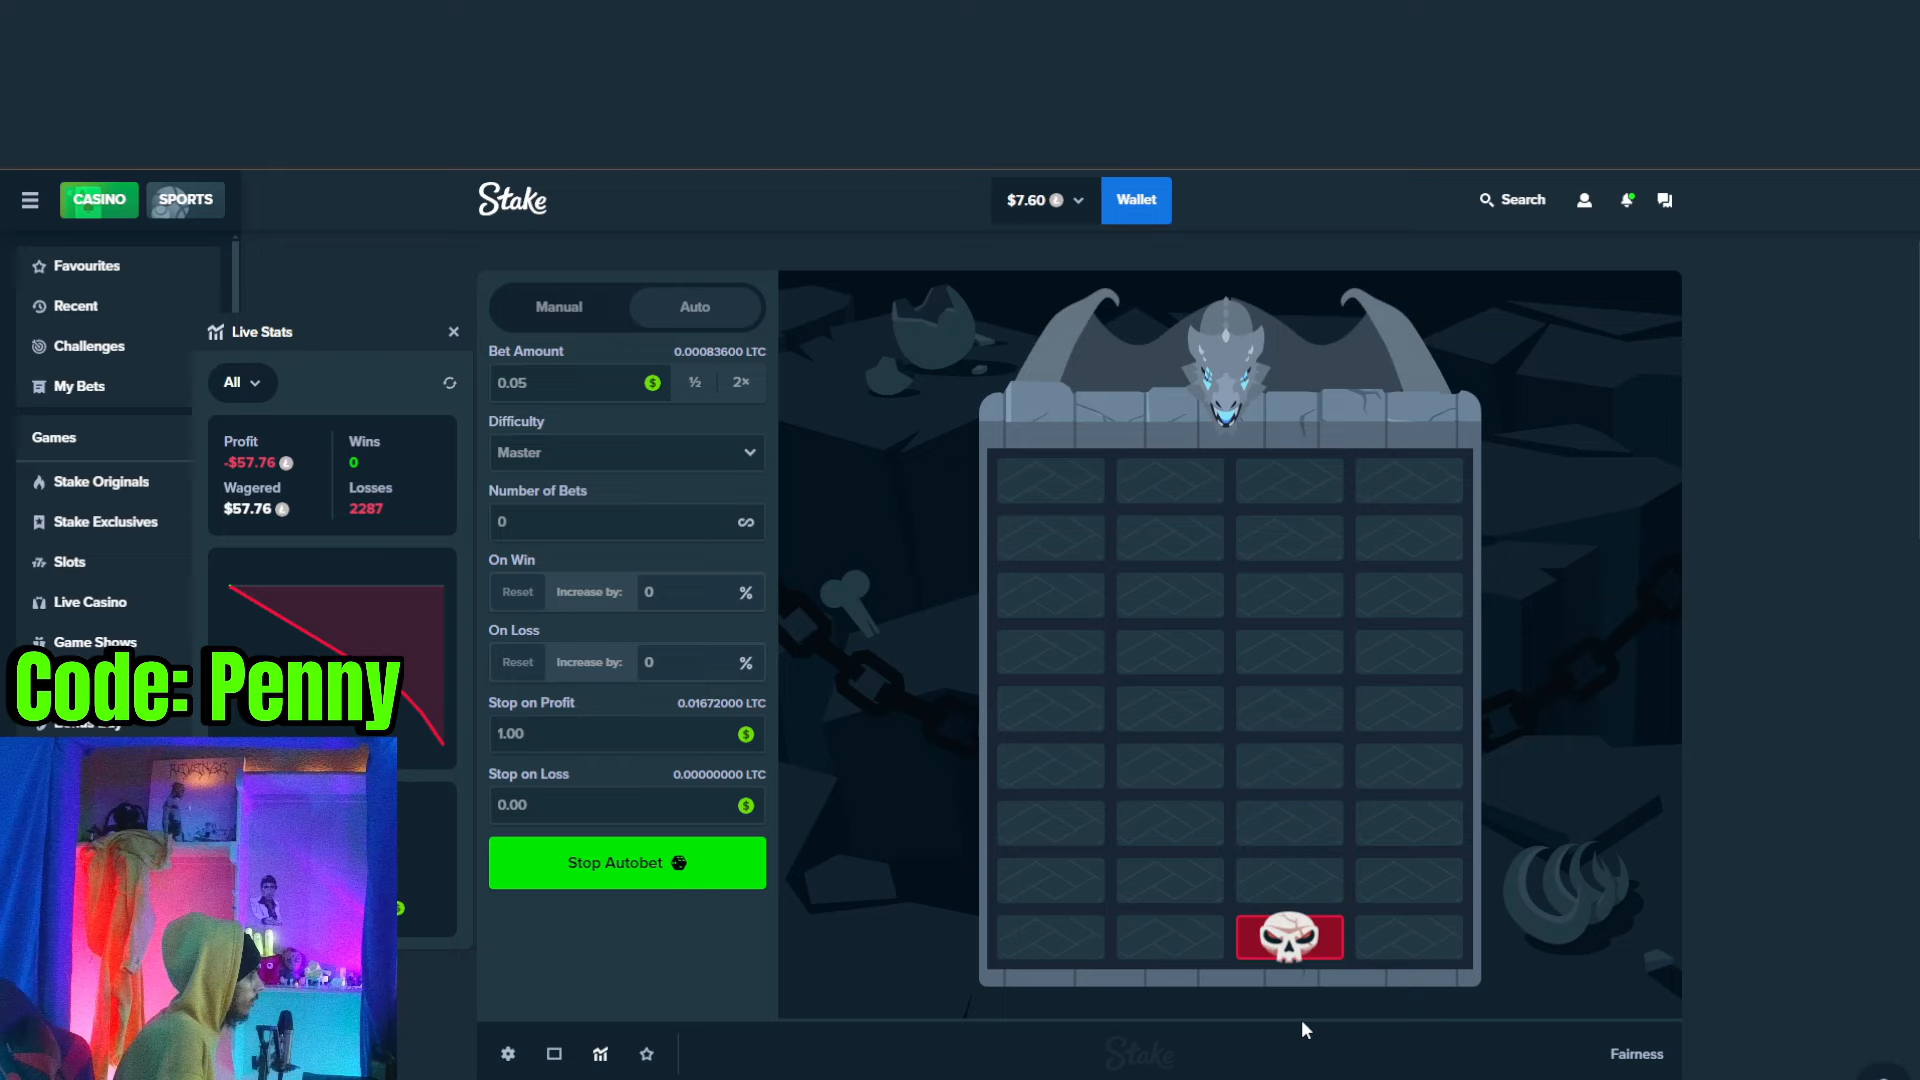 CASINO
SPORTS
Stake
$7.60
Wallet
Search
Favourites
Recent
Challenges
My Bets
Games
Stake Originals
Stake Exclusives
Slots
Live Casino
Game Shows
Live Stats
All
Profit
-$57.76
Wins
0
Wagered
$57.76
Losses
2287
Code: Penny
REVENGE
Manual
Auto
Bet Amount
0.00083600 LTC
0.05
½
2×
Difficulty
Master
Number of Bets
0
On Win
Reset
Increase by:
0
%
On Loss
Reset
Increase by:
0
%
Stop on Profit
0.01672000 LTC
1.00
Stop on Loss
0.00000000 LTC
0.00
Stop Autobet
Stake
Fairness